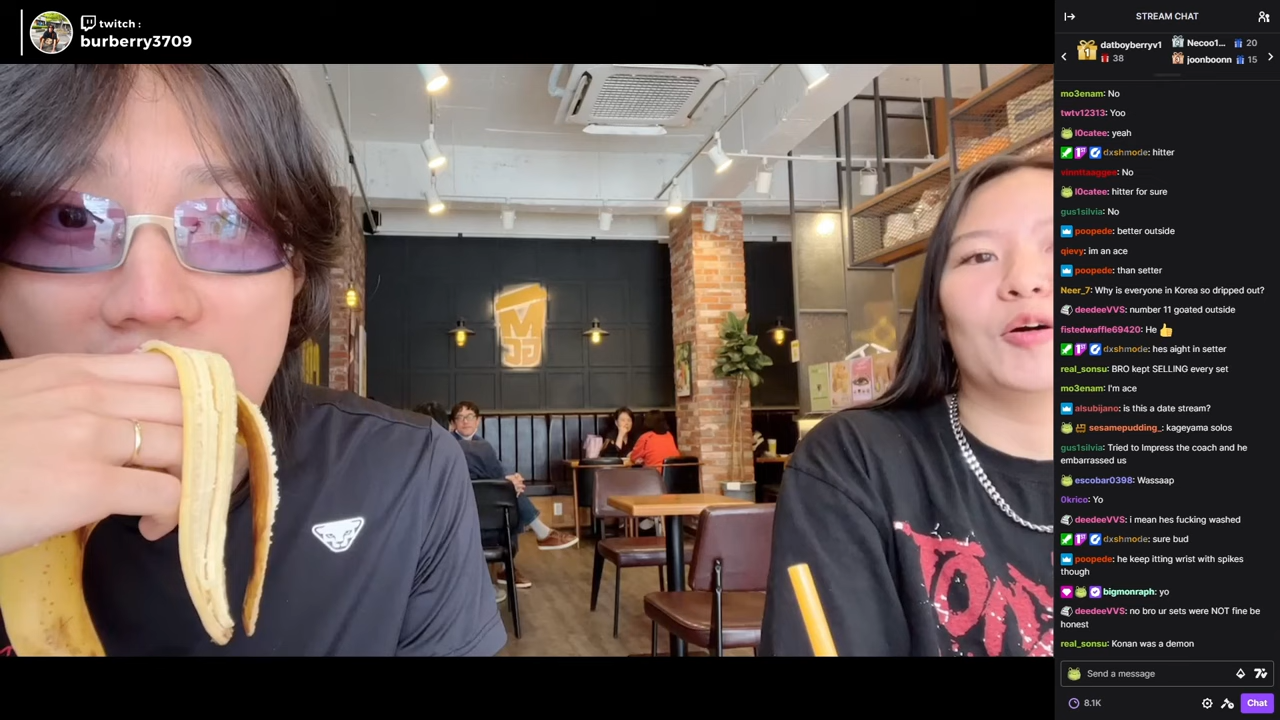 twitch :
burberry3709
STREAM CHAT
datboyberryv1
38
Necoo1... 20
joonboonn 15
mo3enam: No
twtv12313: Yoo
l0catee: yeah
dxshmode: hitter
vinnttaaggee: No
l0catee: hitter for sure
gus1silvia: No
poopede: better outside
qievy: im an ace
poopede: than setter
Neer_7: Why is everyone in Korea so dripped out?
deedeeVVS: number 11 goated outside
fistedwaffle69420: He 👍
dxshmode: hes aight in setter
real_sonsu: BRO kept SELLING every set
mo3enam: I'm ace
alsubijano: is this a date stream?
sesamepudding_: kageyama solos
gus1silvia: Tried to Impress the coach and he
embarrassed us
escobar0398: Wassaap
0krico: Yo
deedeeVVS: i mean hes fucking washed
dxshmode: sure bud
poopede: he keep itting wrist with spikes
though
bigmonraph: yo
deedeeVVS: no bro ur sets were NOT fine be
honest
real_sonsu: Konan was a demon
Send a message
8.1K
Chat